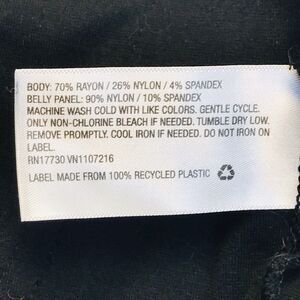 BODY: 70% RAYON / 26% NYLON / 4% SPANDEX
BELLY PANEL: 90% NYLON / 10% SPANDEX
MACHINE WASH COLD WITH LIKE COLORS. GENTLE CYCLE.
ONLY NON-CHLORINE BLEACH IF NEEDED. TUMBLE DRY LOW.
REMOVE PROMPTLY. COOL IRON IF NEEDED. DO NOT IRON ON
LABEL.
RN17730 VN1107216
LABEL MADE FROM 100% RECYCLED PLASTIC